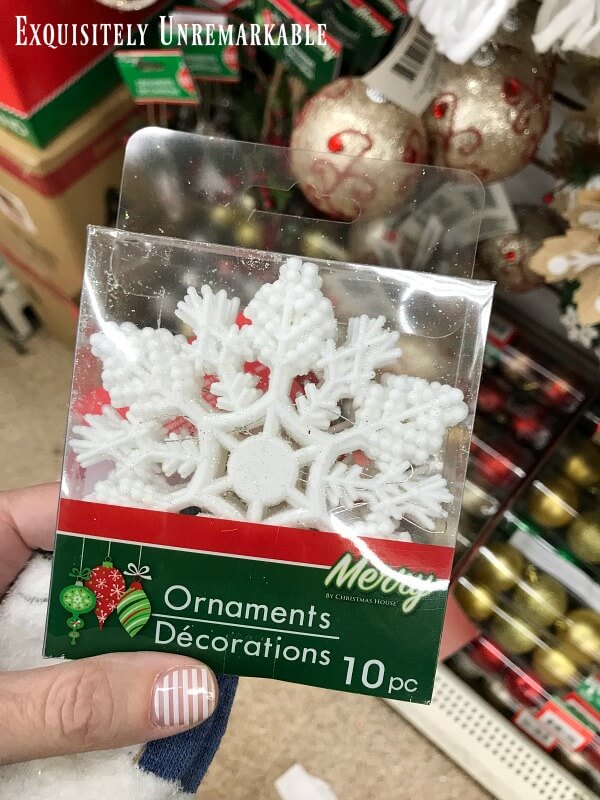 EXQUISITELY UNREMARKABLE
Merry
BY CHRISTMAS HOUSE
Ornaments
Décorations
10 pc